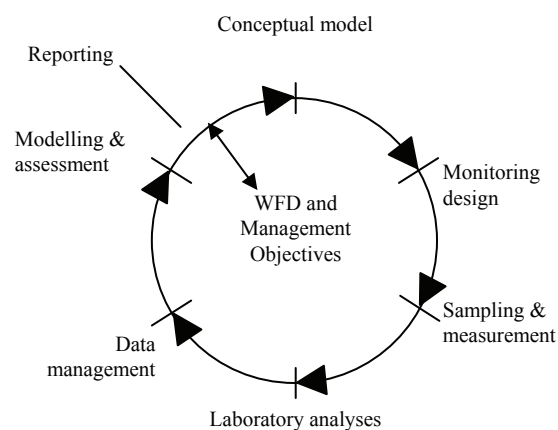 Conceptual model
Reporting
Modelling &
assessment
Monitoring
design
WFD and
Management
Objectives
Sampling &
measurement
Data
management
Laboratory analyses